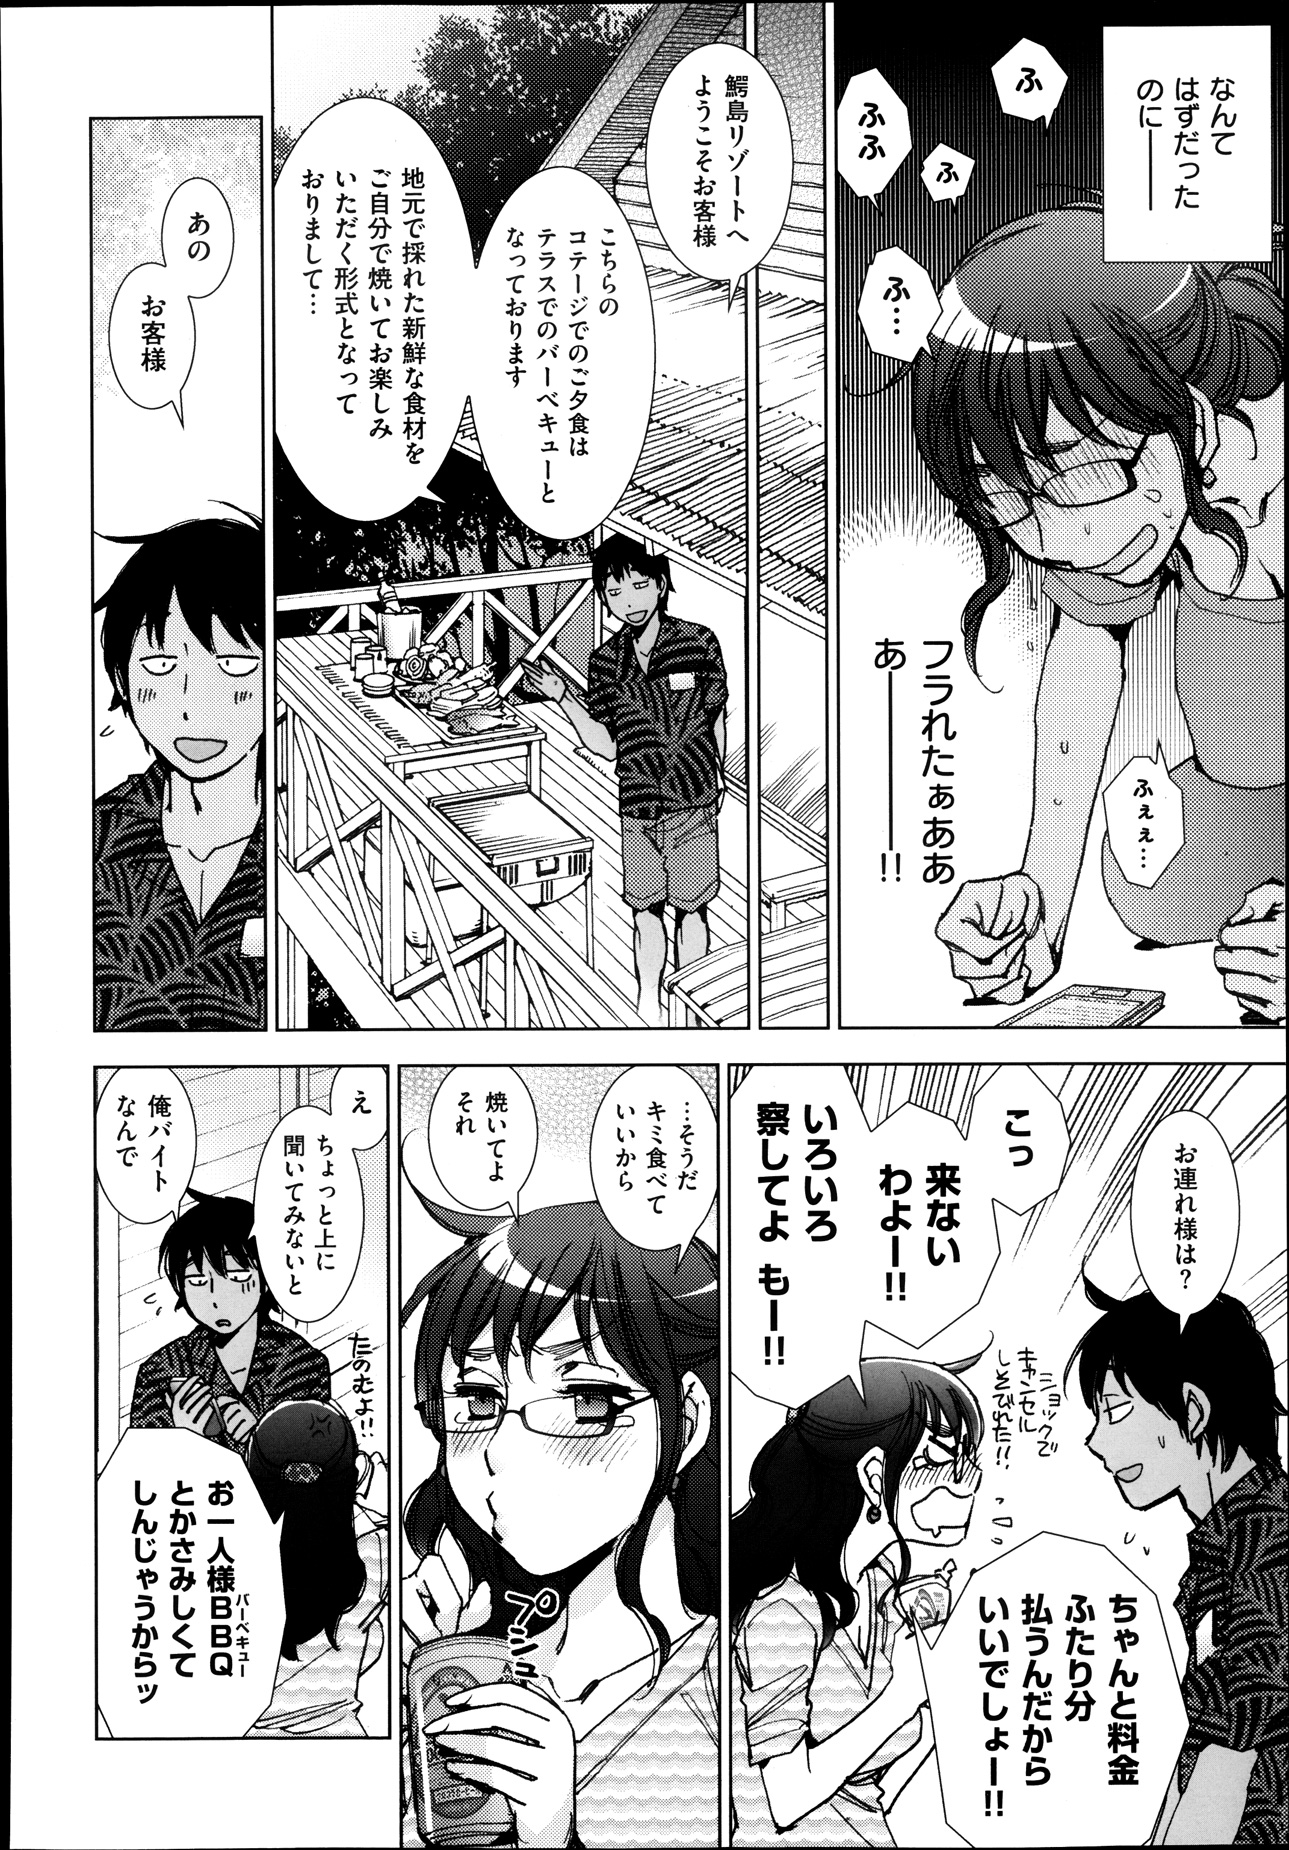 なんて
はずだった
のに――
ふ
ふふ
ふ
ふ…
フラれたぁああ
あ――!!
ふぇぇ…
鰐島リゾートへ
ようこそお客様
こちらの
コテージでのご夕食は
テラスでのバーベキューと
なっております
地元で採れた新鮮な食材を
ご自分で焼いてお楽しみ
いただく形式となって
おりまして…
あの
お客様
お連れ様は?
こっ
来ない
わよー!!
いろいろ
察してよ もー!!
ショックで
キャンセル
しそびれた!!
ちゃんと料金
ふたり分
払うんだから
いいでしょー!!
…そうだ
キミ食べて
いいから
焼いてよ
それ
プシュ
え
ちょっと上に
聞いてみないと
俺バイト
なんで
たのむよ!!
お一人様BBQ
バーベキュー
とかさみしくて
しんじゃうからッ